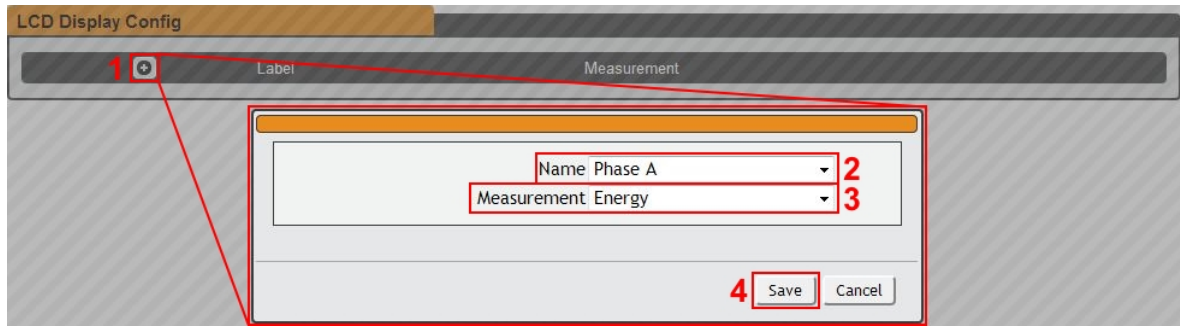 LCD Display Config
1 + Label Measurement
Name Phase A 2
Measurement Energy 3
4 Save Cancel